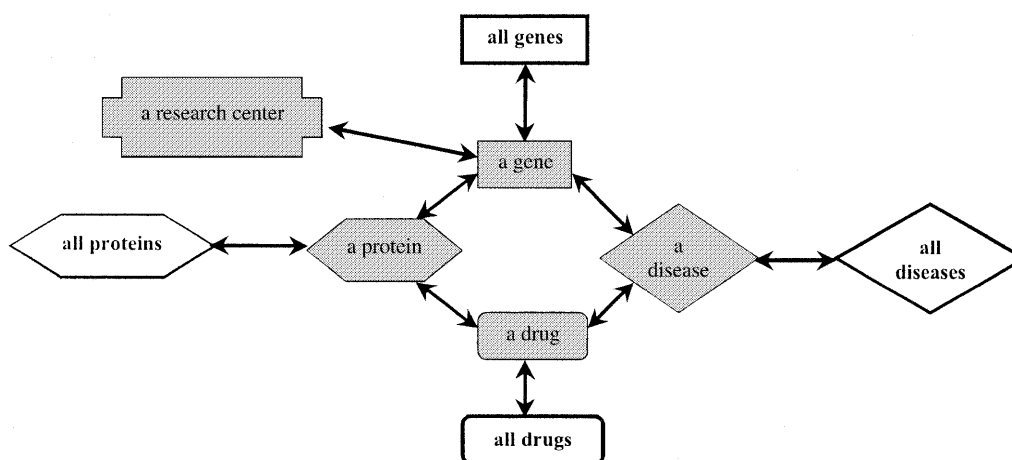 all genes
a research center
a gene
all proteins
a protein
a
disease
all
diseases
a drug
all drugs